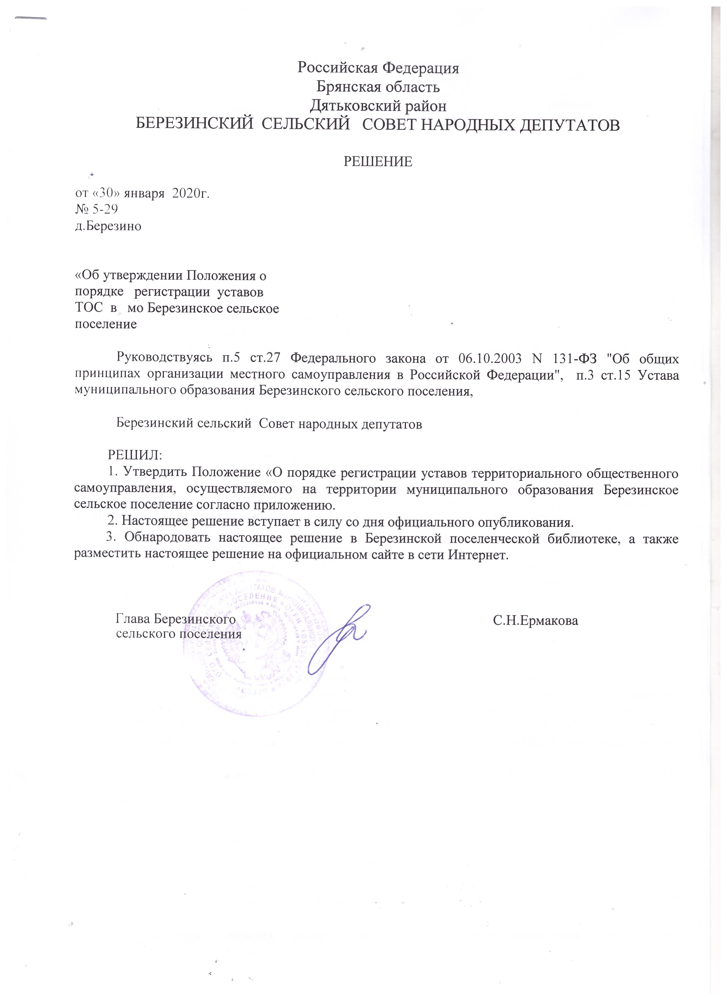 Российская Федерация
Брянская область
Дятьковский район
БЕРЕЗИНСКИЙ СЕЛЬСКИЙ СОВЕТ НАРОДНЫХ ДЕПУТАТОВ
РЕШЕНИЕ
от «30» января 2020г.
№ 5-29
д.Березино
«Об утверждении Положения о
порядке регистрации уставов
ТОС в мо Березинское сельское
поселение
Руководствуясь п.5 ст.27 Федерального закона от 06.10.2003 N 131-ФЗ "Об общих
принципах организации местного самоуправления в Российской Федерации", п.3 ст.15 Устава
муниципального образования Березинского сельского поселения,
Березинский сельский Совет народных депутатов
РЕШИЛ:
1. Утвердить Положение «О порядке регистрации уставов территориального общественного
самоуправления, осуществляемого на территории муниципального образования Березинское
сельское поселение согласно приложению.
2. Настоящее решение вступает в силу со дня официального опубликования.
3. Обнародовать настоящее решение в Березинской поселенческой библиотеке, а также
разместить настоящее решение на официальном сайте в сети Интернет.
Глава Березинского
сельского поселения
С.Н.Ермакова
ДЕПУТАТОВ МУНИЦИПАЛЬНОГО
ПОСЕЛЕНИЯ * ОГРН